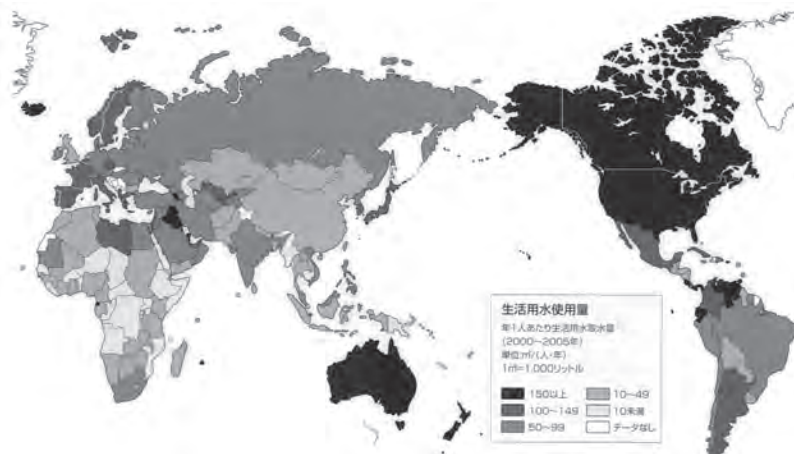 生活用水使用量
年1人あたり生活用水取水量
(2000〜2005年)
単位:㎥/(人・年)
1㎥=1,000リットル
150以上
100〜149
50〜99
10〜49
10未満
データなし